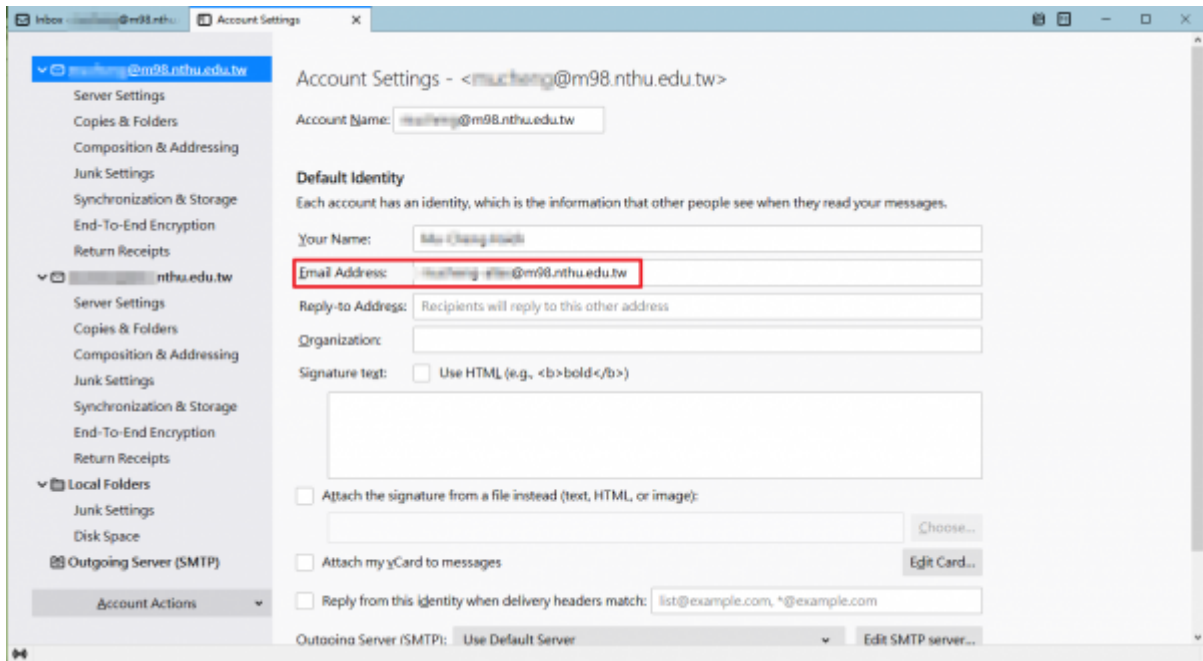 Inbox @m98.nthu
Account Settings
@m98.nthu.edu.tw
Server Settings
Copies & Folders
Composition & Addressing
Junk Settings
Synchronization & Storage
End-To-End Encryption
Return Receipts
nthu.edu.tw
Server Settings
Copies & Folders
Composition & Addressing
Junk Settings
Synchronization & Storage
End-To-End Encryption
Return Receipts
Local Folders
Junk Settings
Disk Space
Outgoing Server (SMTP)
Account Actions
Account Settings - < @m98.nthu.edu.tw>
Account Name: @m98.nthu.edu.tw
Default Identity
Each account has an identity, which is the information that other people see when they read your messages.
Your Name:
Email Address: @m98.nthu.edu.tw
Reply-to Address: Recipients will reply to this other address
Organization:
Signature text: Use HTML (e.g., <b>bold</b>)
Attach the signature from a file instead (text, HTML, or image):
Choose...
Attach my vCard to messages Edit Card...
Reply from this identity when delivery headers match: list@example.com, *@example.com
Outgoing Server (SMTP): Use Default Server Edit SMTP server...